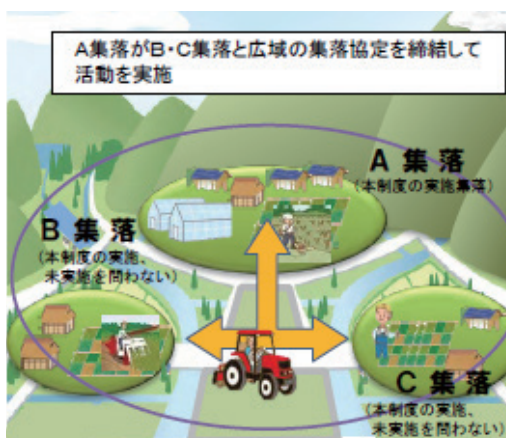 A集落がB・C集落と広域の集落協定を締結して
活動を実施
A 集 落
(本制度の実施集落)
B 集 落
(本制度の実施、
未実施を問わない)
C 集 落
(本制度の実施、
未実施を問わない)